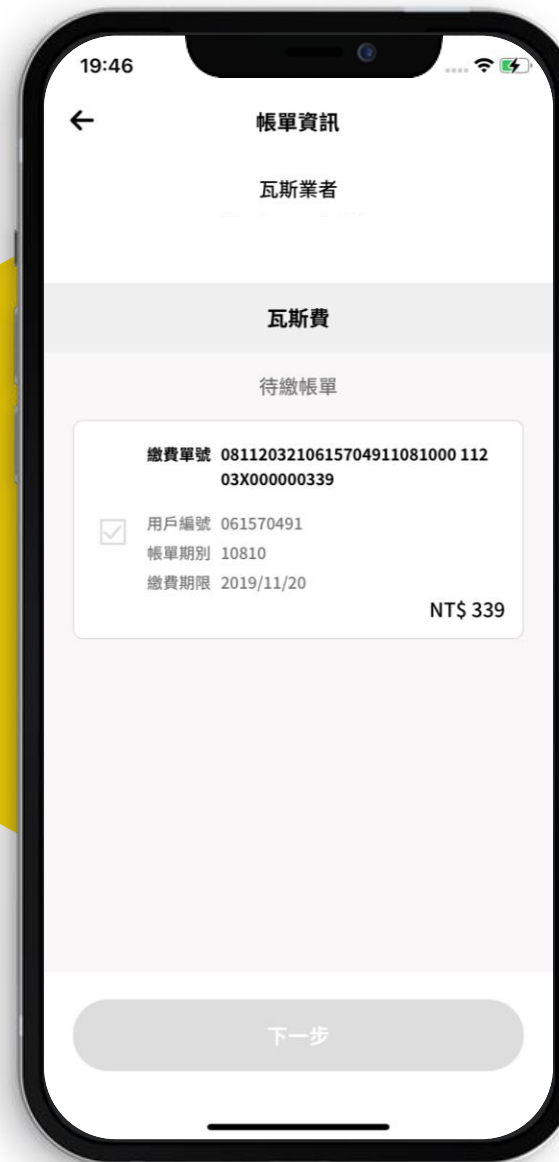 19:46
帳單資訊
瓦斯業者
瓦斯費
待繳帳單
繳費單號 0811203210615704911081000 112
03X000000339
用戶編號 061570491
帳單期別 10810
繳費期限 2019/11/20
NT$ 339
下一步